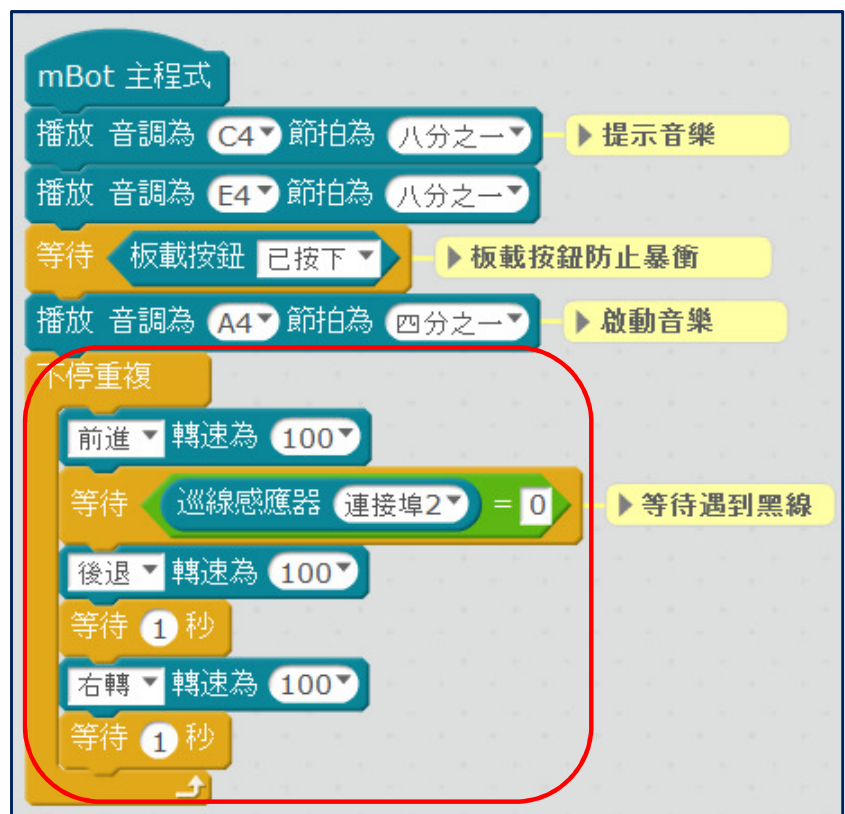 mBot 主程式
播放 音調為 C4 節拍為 八分之一 提示音樂
播放 音調為 E4 節拍為 八分之一
等待 板載按鈕 已按下 板載按鈕防止暴衝
播放 音調為 A4 節拍為 四分之一 啟動音樂
不停重複
前進 轉速為 100
等待 巡線感應器 連接埠2 = 0 等待遇到黑線
後退 轉速為 100
等待 1 秒
右轉 轉速為 100
等待 1 秒